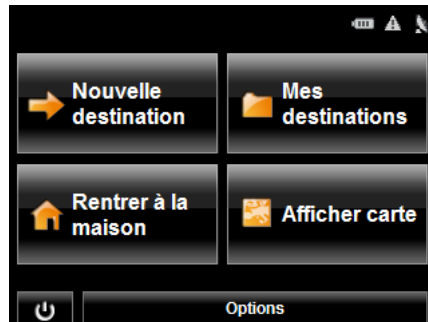 Nouvelle
destination
Mes
destinations
Rentrer à la
maison
Afficher carte
Options